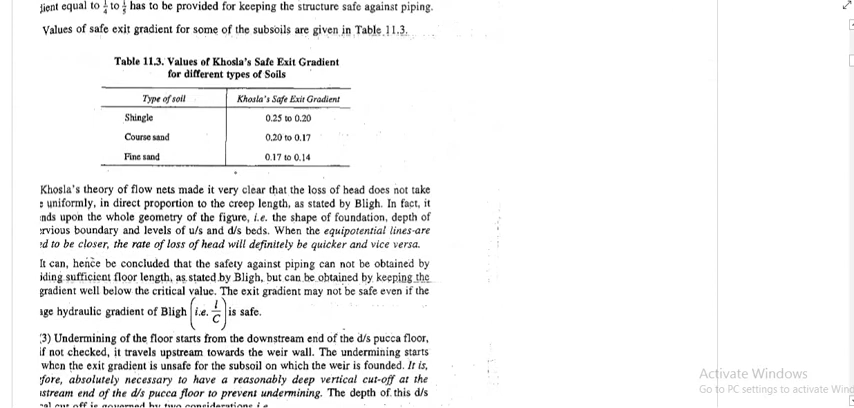 fient equal to 1/4 to 1/5 has to be provided for keeping the structure safe against piping.
Values of safe exit gradient for some of the subsoils are given in Table 11.3.
Table 11.3. Values of Khosla's Safe Exit Gradient
for different types of Soils
Type of soil Khosla's Safe Exit Gradient
Shingle 0.25 to 0.20
Course sand 0.20 to 0.17
Fine sand 0.17 to 0.14
Khosla's theory of flow nets made it very clear that the loss of head does not take
e uniformly, in direct proportion to the creep length, as stated by Bligh. In fact, it
ends upon the whole geometry of the figure, i.e. the shape of foundation, depth of
ervious boundary and levels of u/s and d/s beds. When the equipotential lines-are
ed to be closer, the rate of loss of head will definitely be quicker and vice versa.
It can, hence be concluded that the safety against piping can not be obtained by
iding sufficient floor length, as stated by Bligh, but can be obtained by keeping the
gradient well below the critical value. The exit gradient may not be safe even if the
age hydraulic gradient of Bligh (i.e. 1/C) is safe.
(3) Undermining of the floor starts from the downstream end of the d/s pucca floor,
if not checked, it travels upstream towards the weir wall. The undermining starts
when the exit gradient is unsafe for the subsoil on which the weir is founded. It is,
fore, absolutely necessary to have a reasonably deep vertical cut-off at the
nstream end of the d/s pucca floor to prevent undermining. The depth of this d/s
cal cut off is governed by two considerations i.e
Activate Windows
Go to PC settings to activate Wind